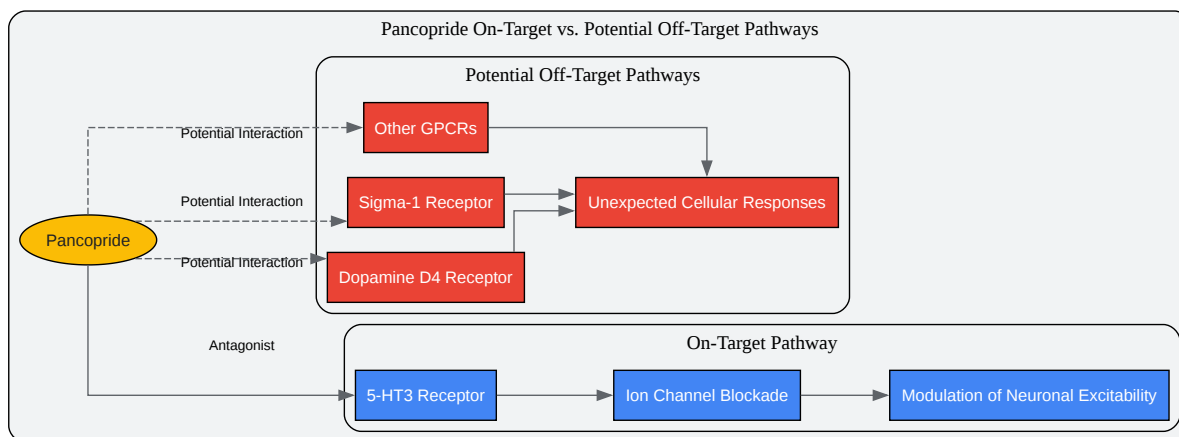 Pancopride On-Target vs. Potential Off-Target Pathways
Potential Off-Target Pathways
Other GPCRs
Potential Interaction
Sigma-1 Receptor
Unexpected Cellular Responses
Potential Interaction
Pancopride
Potential Interaction
Dopamine D4 Receptor
Antagonist
On-Target Pathway
5-HT3 Receptor
Ion Channel Blockade
Modulation of Neuronal Excitability